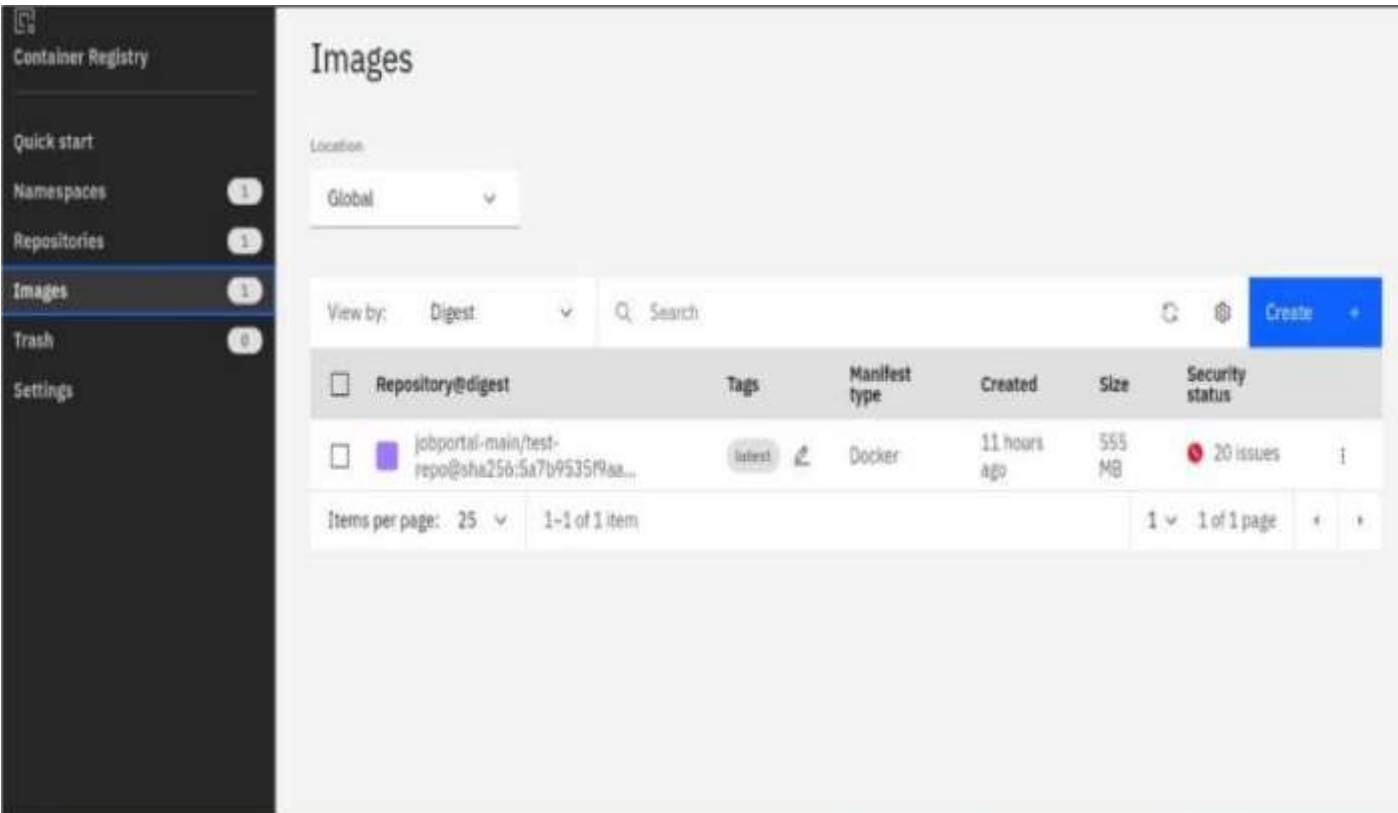 Container Registry
Quick start
Namespaces 1
Repositories 1
Images 1
Trash 0
Settings
Images
Location
Global
View by: Digest Search Create +
Repository@digest Tags Manifest type Created Size Security status
jobportal-main/test-
repo@sha256:5a7b9535f9aa... latest Docker 11 hours ago 555 MB 20 issues
Items per page: 25 1–1 of 1 item 1 1 of 1 page